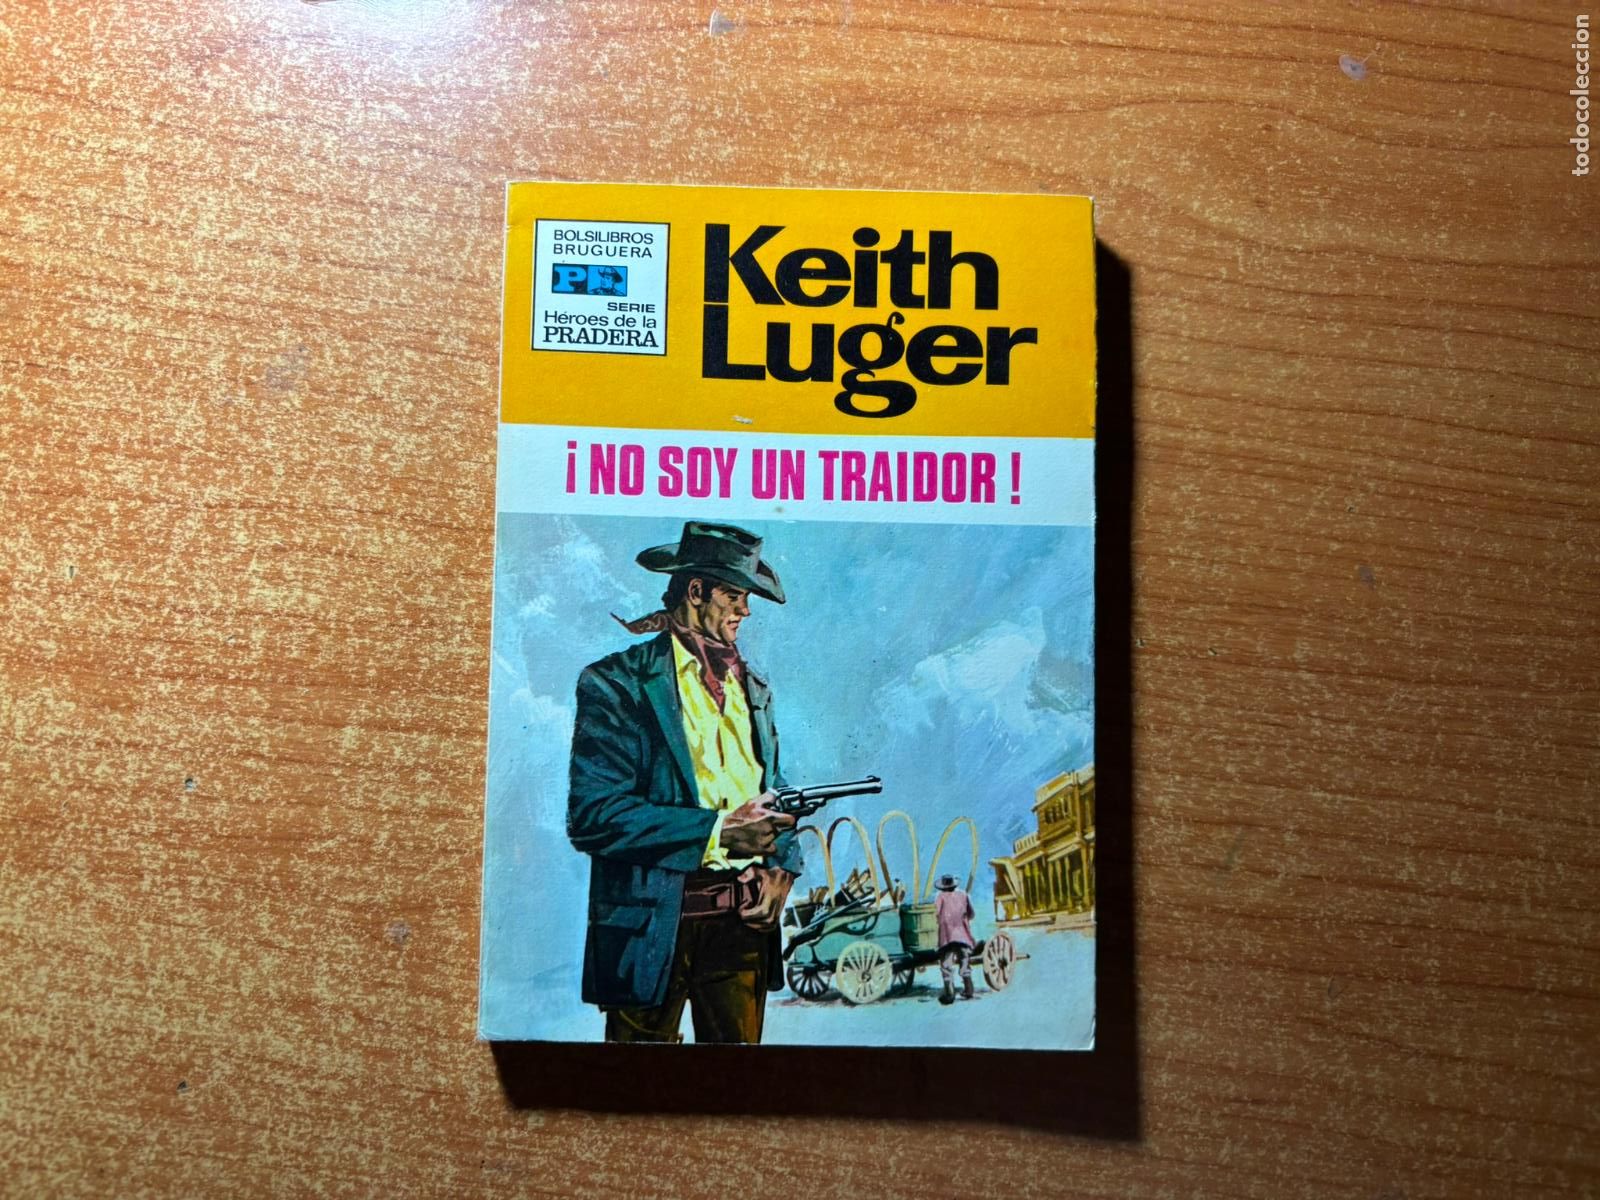 BOLSILIBROS
BRUGUERA
P
SERIE
Héroes de la
PRADERA
Keith
Luger
¡NO SOY UN TRAIDOR!
todocoleccion